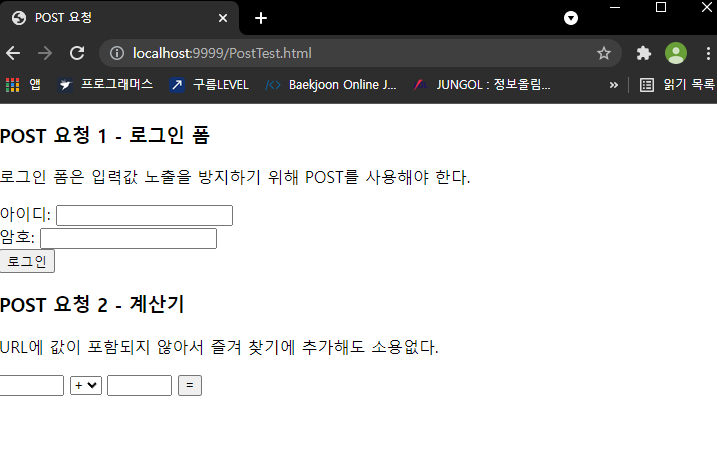 POST 요청
localhost:9999/PostTest.html
앱 프로그래머스 구름LEVEL Baekjoon Online J... JUNGOL : 정보올림... » 읽기 목록
POST 요청 1 - 로그인 폼
로그인 폼은 입력값 노출을 방지하기 위해 POST를 사용해야 한다.
아이디:
암호:
로그인
POST 요청 2 - 계산기
URL에 값이 포함되지 않아서 즐겨 찾기에 추가해도 소용없다.
+ =